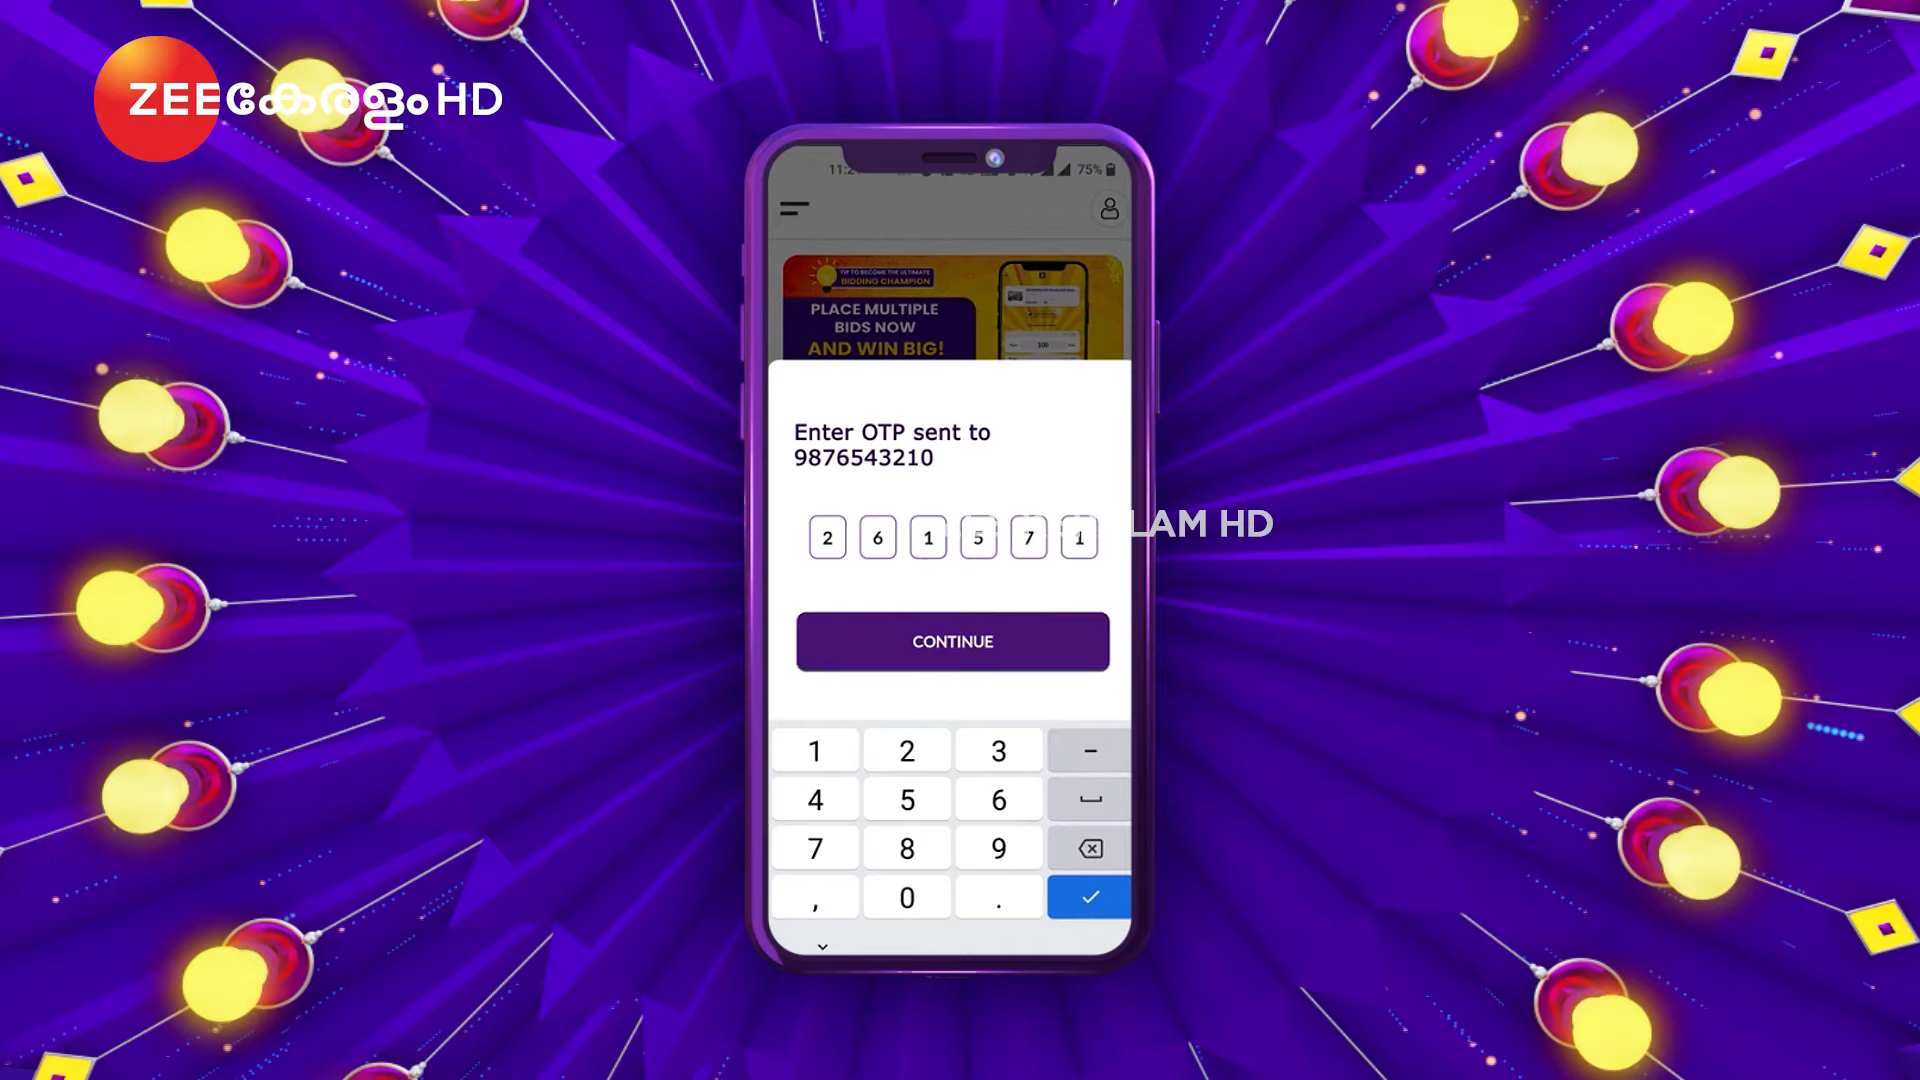 ZEEകേരളംHD
75%
TIP TO BECOME THE ULTIMATE
BIDDING CHAMPION
PLACE MULTIPLE
BIDS NOW
AND WIN BIG!
100
Enter OTP sent to
9876543210
2 6 1 5 7 1
LAM HD
CONTINUE
1 2 3 -
4 5 6
7 8 9
, 0 .